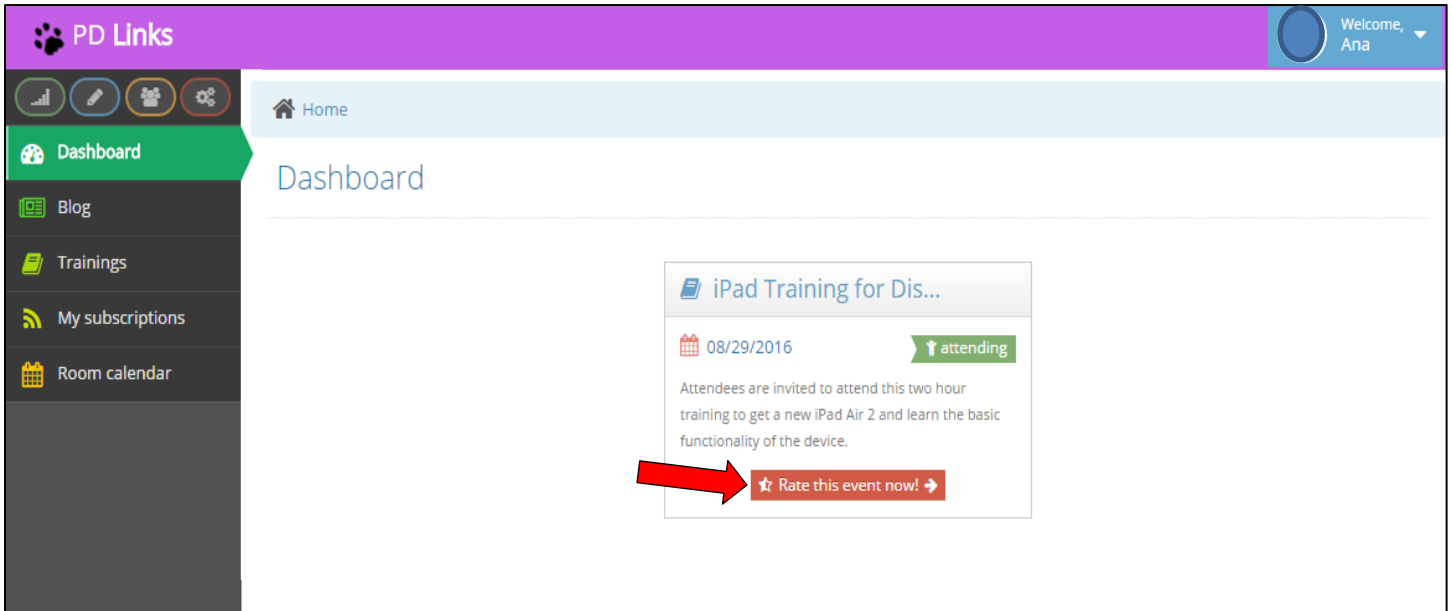 PD Links
Welcome,
Ana
Home
Dashboard
Dashboard
Blog
Trainings
My subscriptions
Room calendar
iPad Training for Dis...
08/29/2016
attending
Attendees are invited to attend this two hour
training to get a new iPad Air 2 and learn the basic
functionality of the device.
Rate this event now!